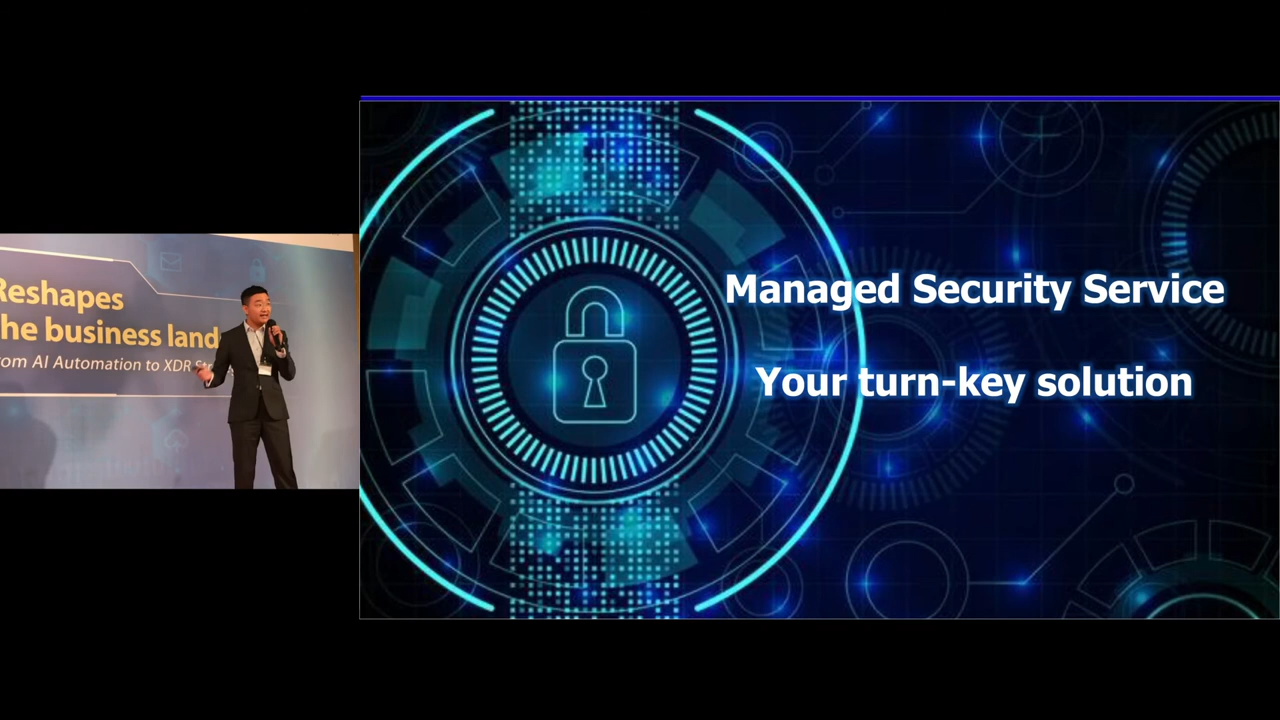 Reshapes
he business land
om AI Automation to XDR
Managed Security Service
Your turn-key solution